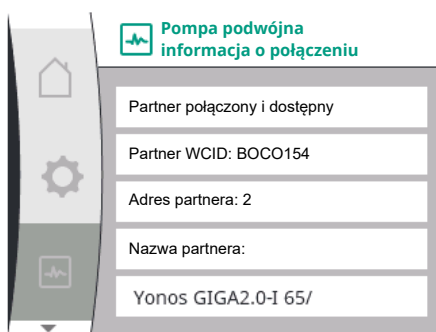 Pompa podwójna
informacja o połączeniu
Partner połączony i dostępny
Partner WCID: BOCO154
Adres partnera: 2
Nazwa partnera:
Yonos GIGA2.0-I 65/